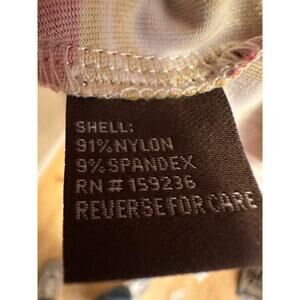 SHELL:
91% NYLON
9% SPANDEX
RN # 159236
REVERSE FOR CARE